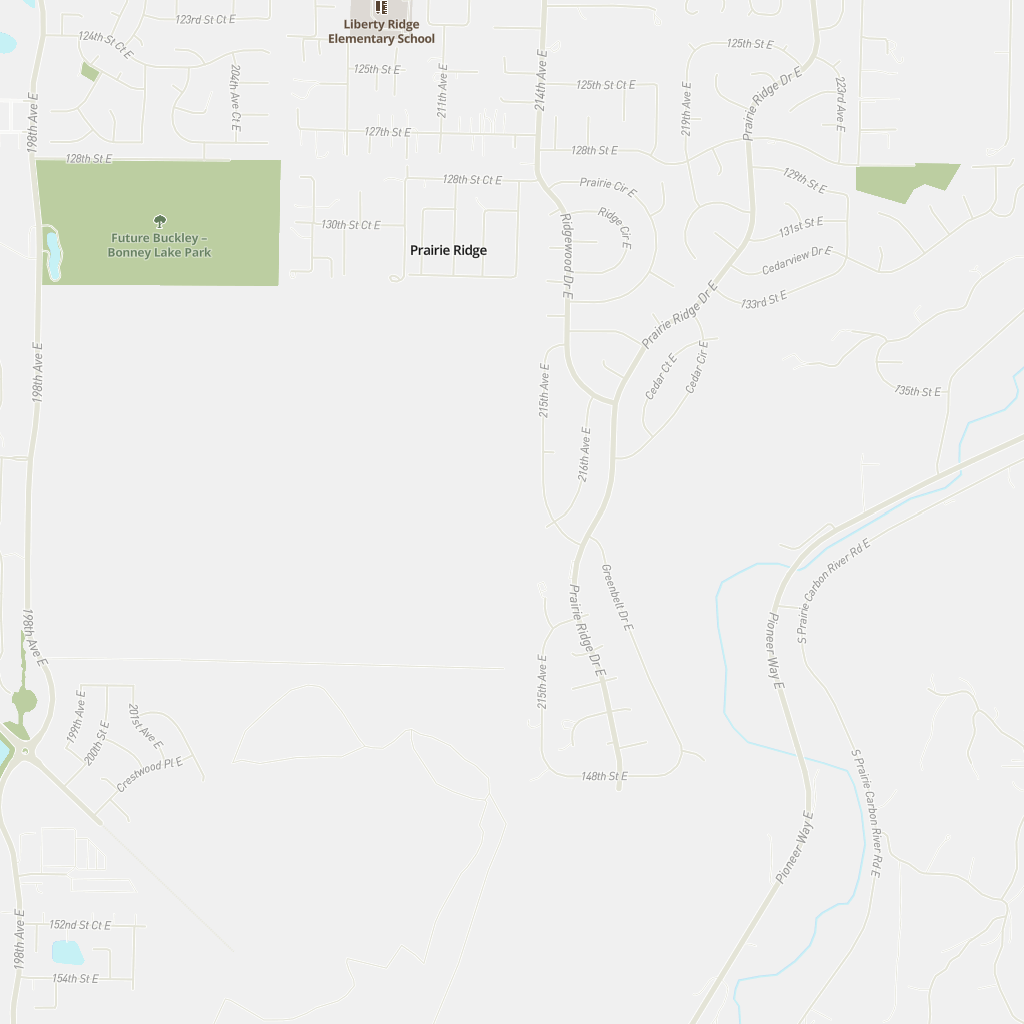 123rd St Ct E
Liberty Ridge
Elementary School
124th St Ct E
125th St E
125th St E
204th Ave Ct E
211th Ave E
214th Ave E
125th St Ct E
219th Ave E
Prairie Ridge Dr E
223rd Ave E
198th Ave E
127th St E
128th St E
128th St E
128th St Ct E
Prairie Cir E
129th St E
Future Buckley –
Bonney Lake Park
130th St Ct E
Ridge Cir E
131st St E
Prairie Ridge
Ridgewood Dr E
Cedarview Dr E
133rd St E
Prairie Ridge Dr E
198th Ave E
215th Ave E
Cedar Ct E
Cedar Cir E
135th St E
216th Ave E
S Prairie Carbon River Rd E
Greenbelt Dr E
Prairie Ridge Dr E
198th Ave E
Pioneer Way E
215th Ave E
199th Ave E
200th St E
201st Ave E
Crestwood Pl E
148th St E
S Prairie Carbon River Rd E
Pioneer Way E
198th Ave E
152nd St Ct E
154th St E